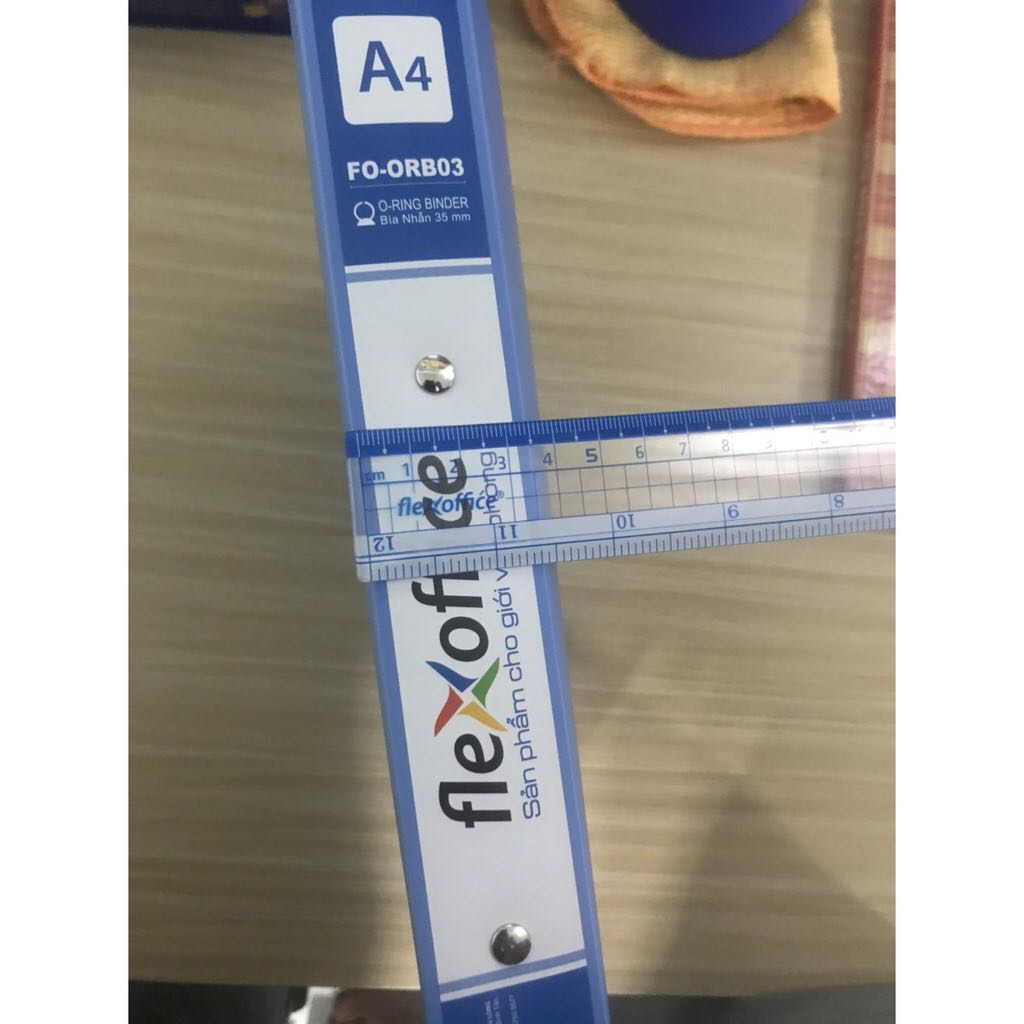 A4
FO-ORB03
O-RING BINDER
Bìa Nhẫn 35 mm
cm 1 2 3 4 5 6 7 8
flexoffice®
12 11 10 9 8
flexoffice
Sản phẩm cho giới văn phòng